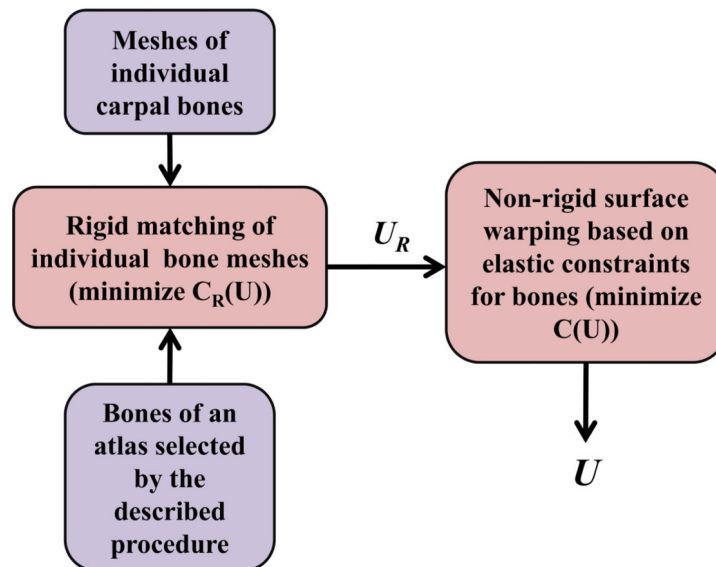 Meshes of
individual
carpal bones
Rigid matching of
individual bone meshes
(minimize C_R(U))
U_R
Non-rigid surface
warping based on
elastic constraints
for bones (minimize
C(U))
Bones of an
atlas selected
by the
described
procedure
U